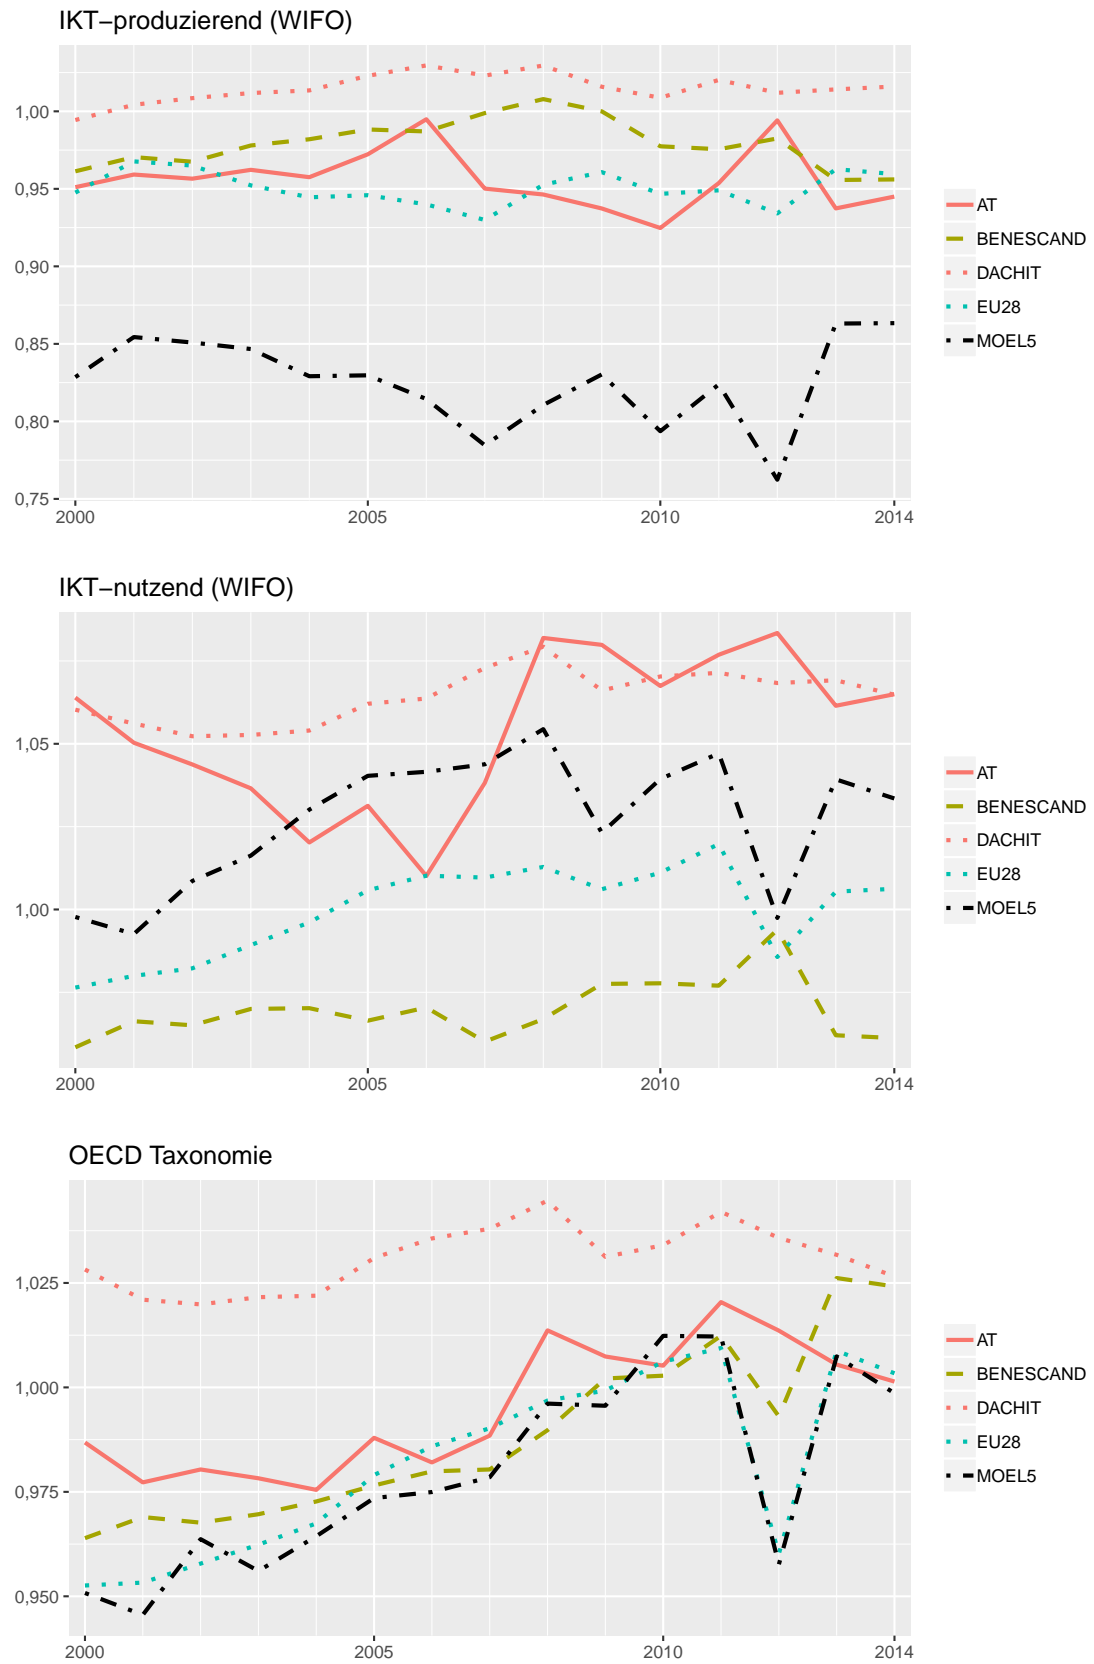 IKT−produzierend (WIFO)
1,00
0,95
0,90
0,85
0,80
0,75
2000 2005 2010 2014
AT
BENESCAND
DACHIT
EU28
MOEL5
IKT−nutzend (WIFO)
1,05
1,00
2000 2005 2010 2014
AT
BENESCAND
DACHIT
EU28
MOEL5
OECD Taxonomie
1,025
1,000
0,975
0,950
2000 2005 2010 2014
AT
BENESCAND
DACHIT
EU28
MOEL5